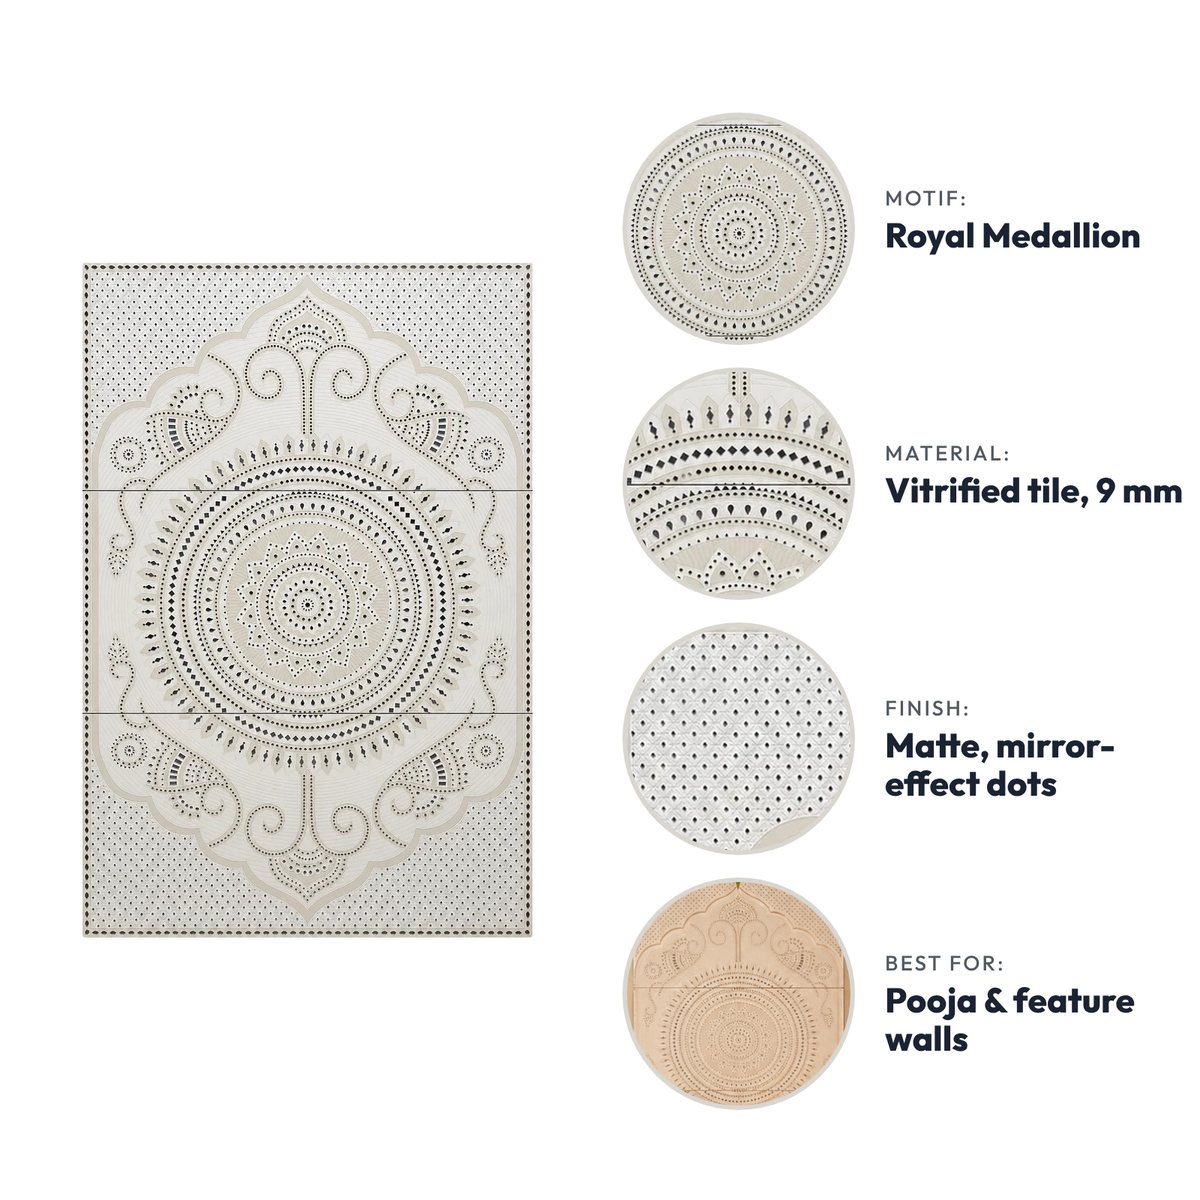 MOTIF:
Royal Medallion
MATERIAL:
Vitrified tile, 9 mm
FINISH:
Matte, mirror-
effect dots
BEST FOR:
Pooja & feature
walls